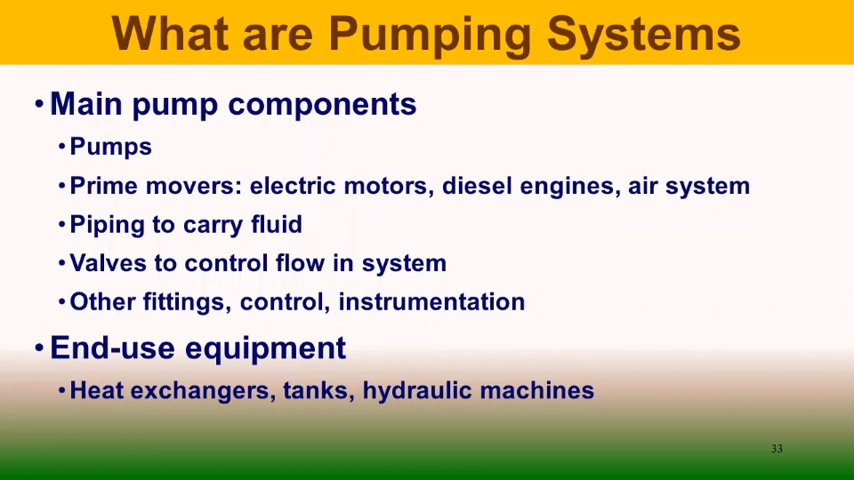 What are Pumping Systems
•Main pump components
•Pumps
•Prime movers: electric motors, diesel engines, air system
•Piping to carry fluid
•Valves to control flow in system
•Other fittings, control, instrumentation
•End-use equipment
•Heat exchangers, tanks, hydraulic machines
33